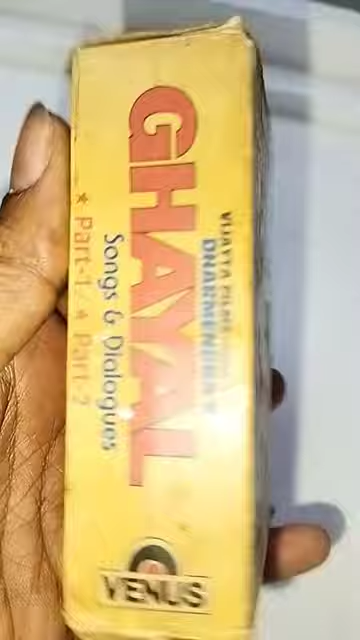 VIJAYTA FILMS
DHARMENDRA'S
GHAYAL
Songs & Dialogues
★ Part-1 ★ Part-2
VENUS